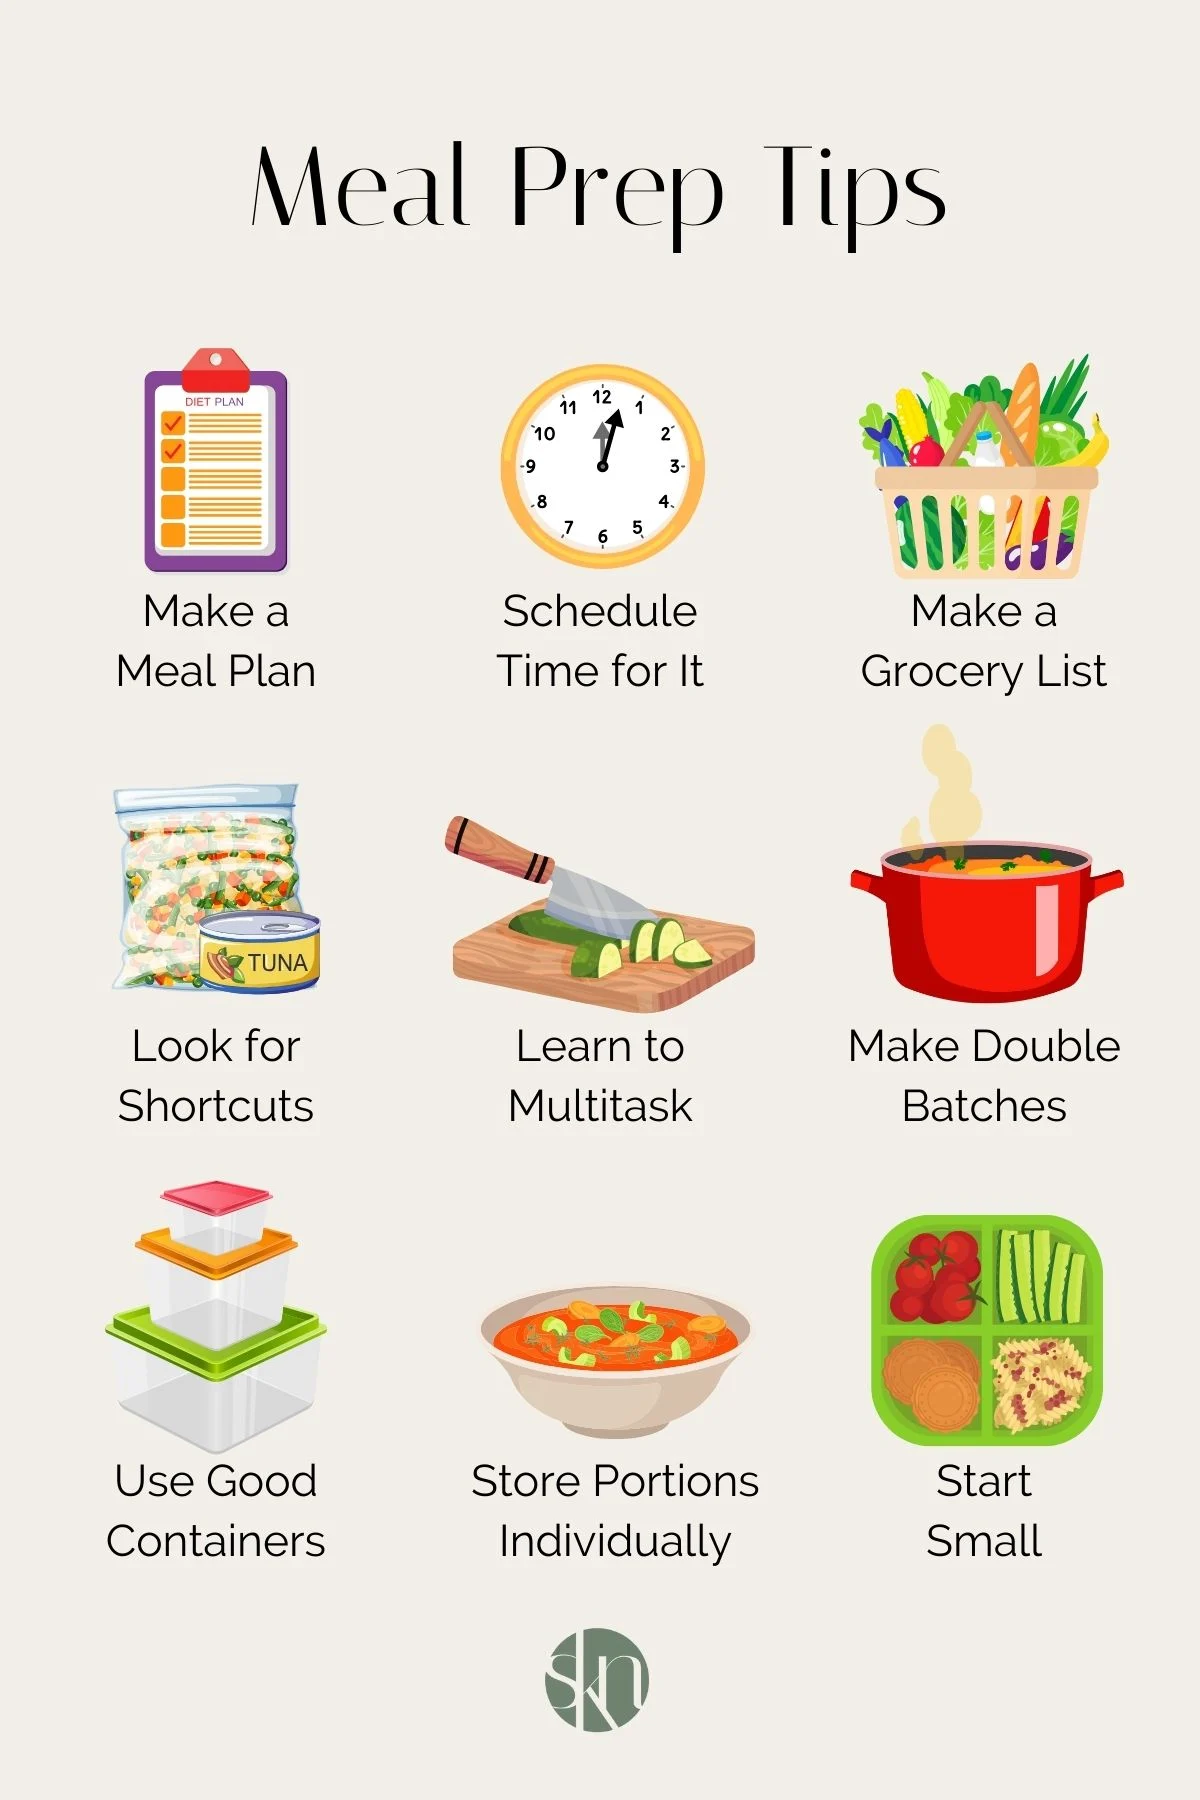 Meal Prep Tips
DIET PLAN
12
11
1
10
2
9
3
8
4
7
5
6
Make a
Meal Plan
Schedule
Time for It
Make a
Grocery List
TUNA
Look for
Shortcuts
Learn to
Multitask
Make Double
Batches
Use Good
Containers
Store Portions
Individually
Start
Small
skn